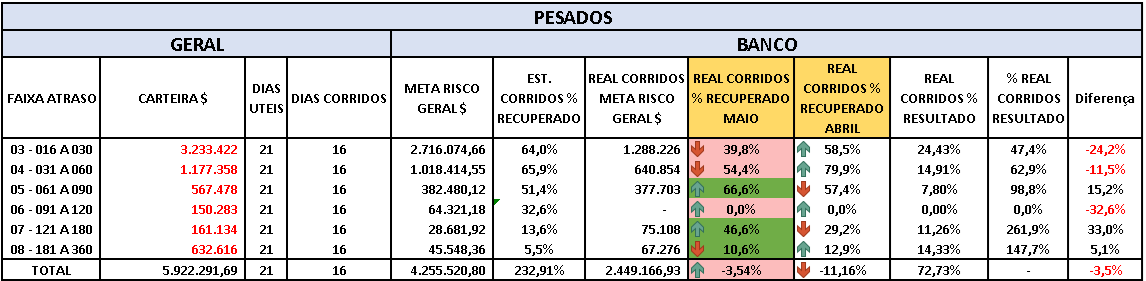 PESADOS
GERAL BANCO
FAIXA ATRASO CARTEIRA $ DIAS UTEIS DIAS CORRIDOS META RISCO GERAL $ EST. CORRIDOS % RECUPERADO REAL CORRIDOS META RISCO GERAL $ REAL CORRIDOS % RECUPERADO MAIO REAL CORRIDOS % RECUPERADO ABRIL REAL CORRIDOS % RESULTADO % REAL CORRIDOS RESULTADO Diferença
03 - 016 A 030 3.233.422 21 16 2.716.074,66 64,0% 1.288.226 39,8% 58,5% 24,43% 47,4% -24,2%
04 - 031 A 060 1.177.358 21 16 1.018.414,55 65,9% 640.854 54,4% 79,9% 14,91% 62,9% -11,5%
05 - 061 A 090 567.478 21 16 382.480,12 51,4% 377.703 66,6% 57,4% 7,80% 98,8% 15,2%
06 - 091 A 120 150.283 21 16 64.321,18 32,6% - 0,0% 0,0% 0,00% 0,0% -32,6%
07 - 121 A 180 161.134 21 16 28.681,92 13,6% 75.108 46,6% 29,2% 11,26% 261,9% 33,0%
08 - 181 A 360 632.616 21 16 45.548,36 5,5% 67.276 10,6% 12,9% 14,33% 147,7% 5,1%
TOTAL 5.922.291,69 21 16 4.255.520,80 232,91% 2.449.166,93 -3,54% -11,16% 72,73% - -3,5%